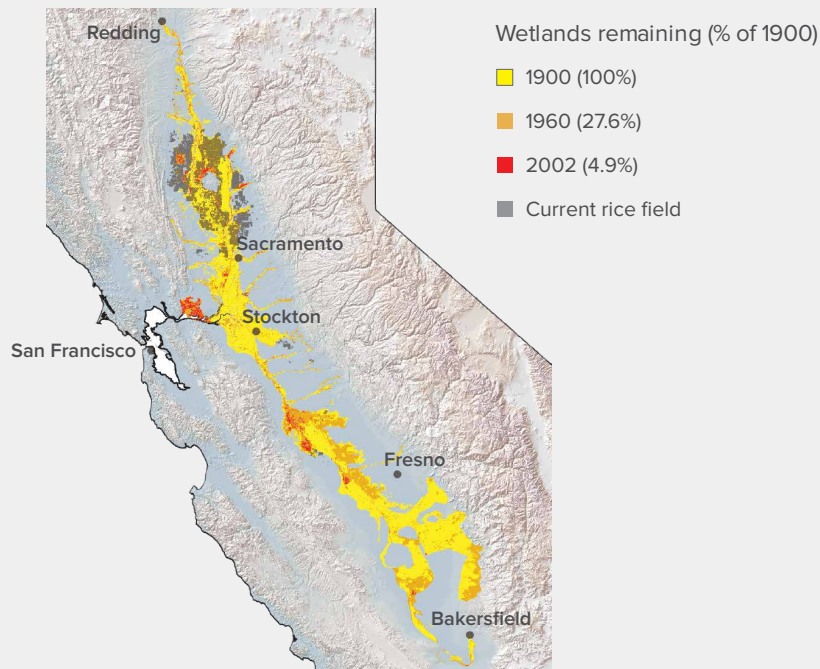 Redding
Sacramento
Stockton
San Francisco
Fresno
Bakersfield
Wetlands remaining (% of 1900)
1900 (100%)
1960 (27.6%)
2002 (4.9%)
Current rice field